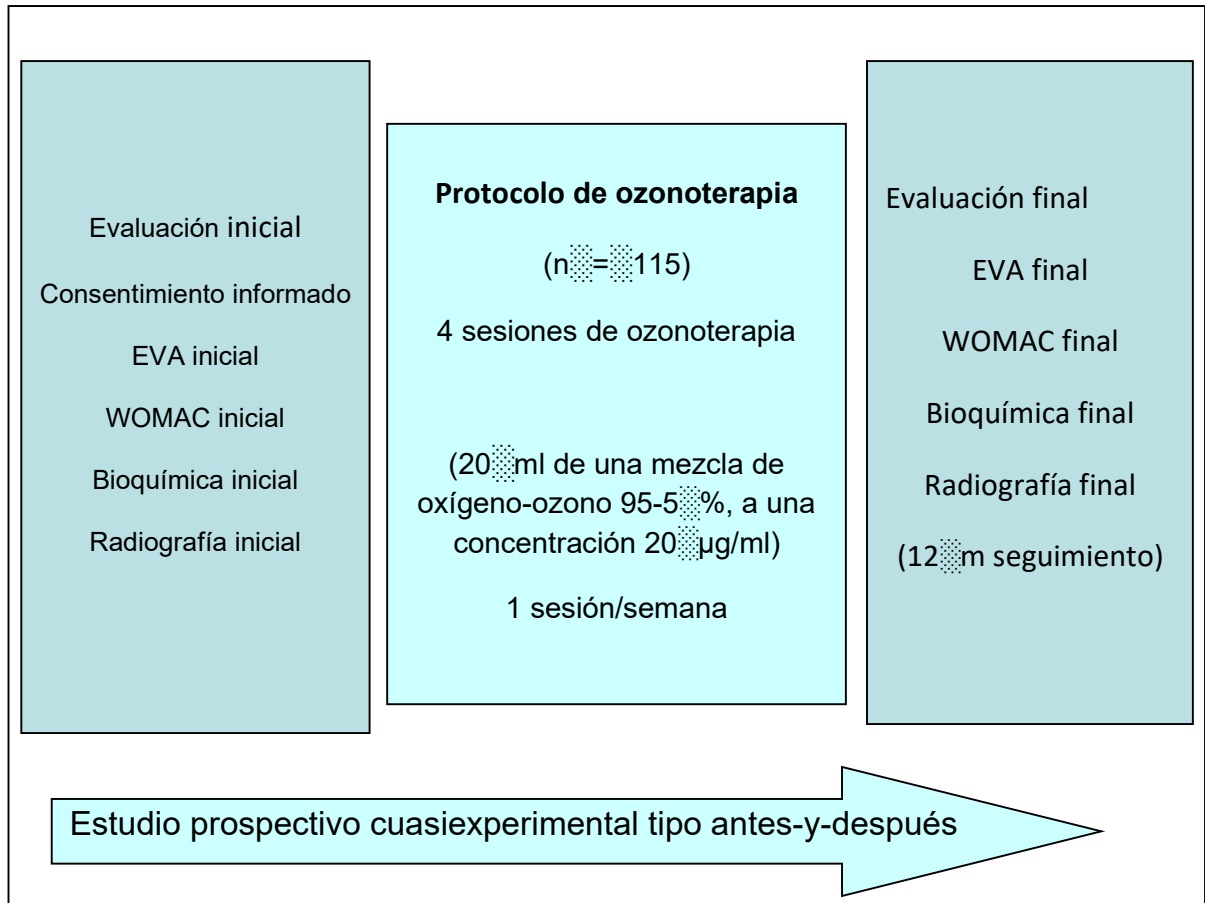 Evaluación inicial
Consentimiento informado
EVA inicial
WOMAC inicial
Bioquímica inicial
Radiografía inicial
Protocolo de ozonoterapia
(n░=░115)
4 sesiones de ozonoterapia
(20░ml de una mezcla de
oxígeno-ozono 95-5░%, a una
concentración 20░µg/ml)
1 sesión/semana
Evaluación final
EVA final
WOMAC final
Bioquímica final
Radiografía final
(12░m seguimiento)
Estudio prospectivo cuasiexperimental tipo antes-y-después